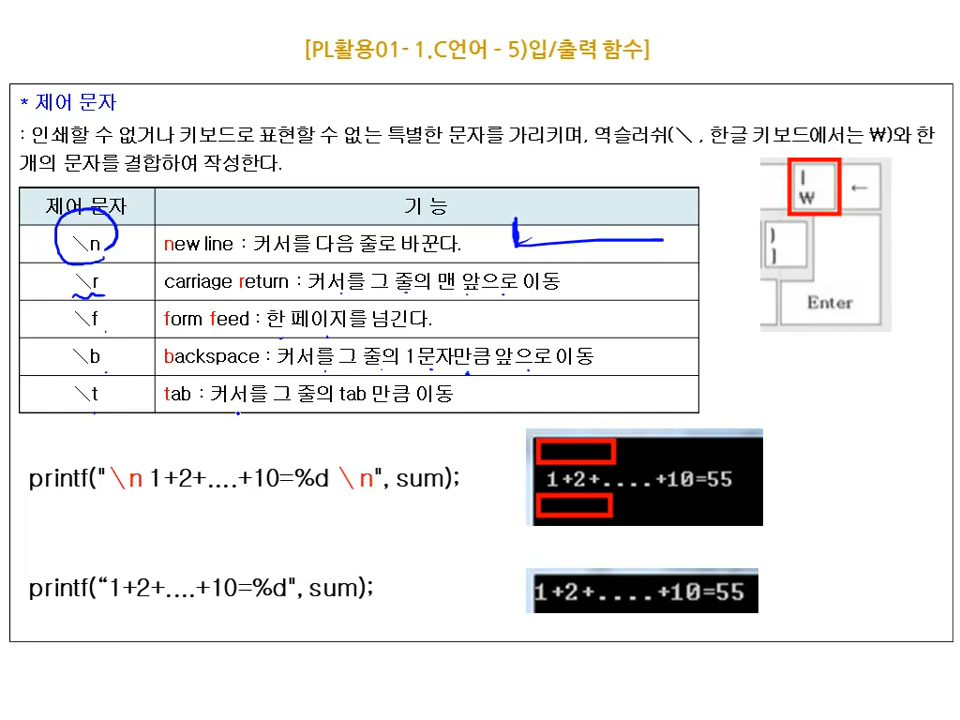 [PL활용01- 1.C언어 - 5)입/출력 함수]
* 제어 문자
: 인쇄할 수 없거나 키보드로 표현할 수 없는 특별한 문자를 가리키며, 역슬러쉬(\ , 한글 키보드에서는 ₩)와 한
개의 문자를 결합하여 작성한다.
제어 문자 기 능
\n new line : 커서를 다음 줄로 바꾼다.
\r carriage return : 커서를 그 줄의 맨 앞으로 이동
\f form feed : 한 페이지를 넘긴다.
\b backspace : 커서를 그 줄의 1문자만큼 앞으로 이동
\t tab : 커서를 그 줄의 tab 만큼 이동
| ←
₩
}
]
Enter
printf("\n 1+2+....+10=%d \n", sum);
1+2+....+10=55
printf(“1+2+....+10=%d", sum);
1+2+....+10=55